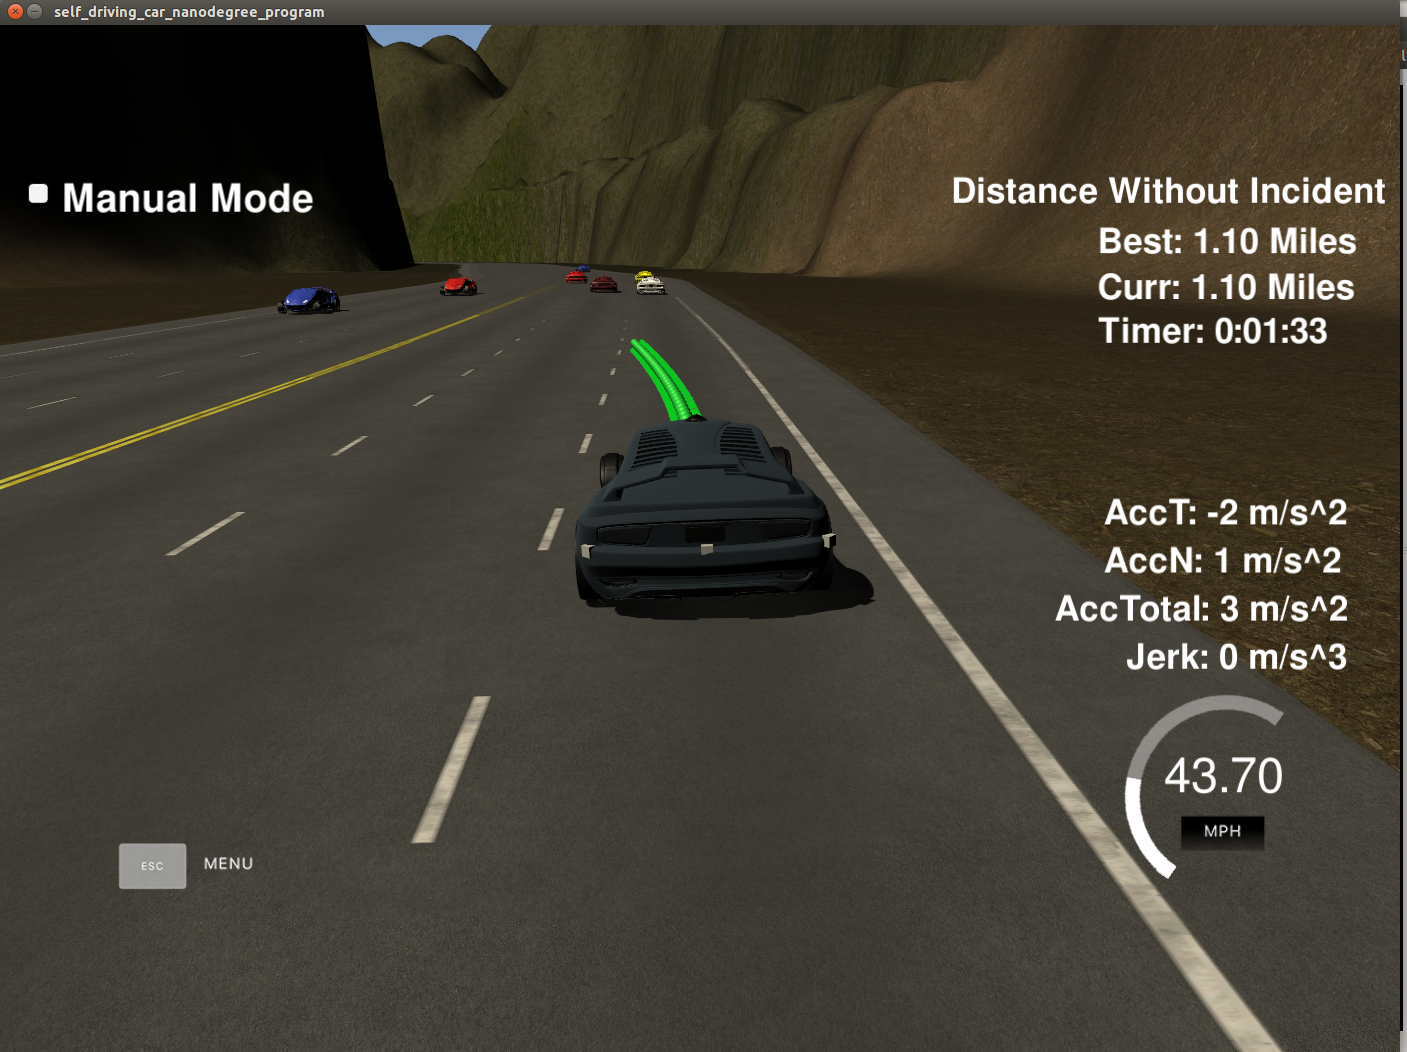 self_driving_car_nanodegree_program
Manual Mode
Distance Without Incident
Best: 1.10 Miles
Curr: 1.10 Miles
Timer: 0:01:33
AccT: -2 m/s^2
AccN: 1 m/s^2
AccTotal: 3 m/s^2
Jerk: 0 m/s^3
43.70
MPH
ESC MENU